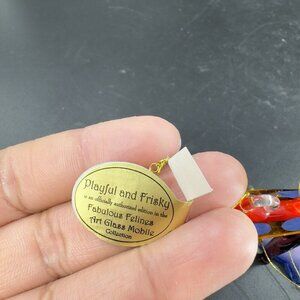 Playful and Frisky
is an officially authorized edition in the
Fabulous Felines
Art Glass Mobile
Collection